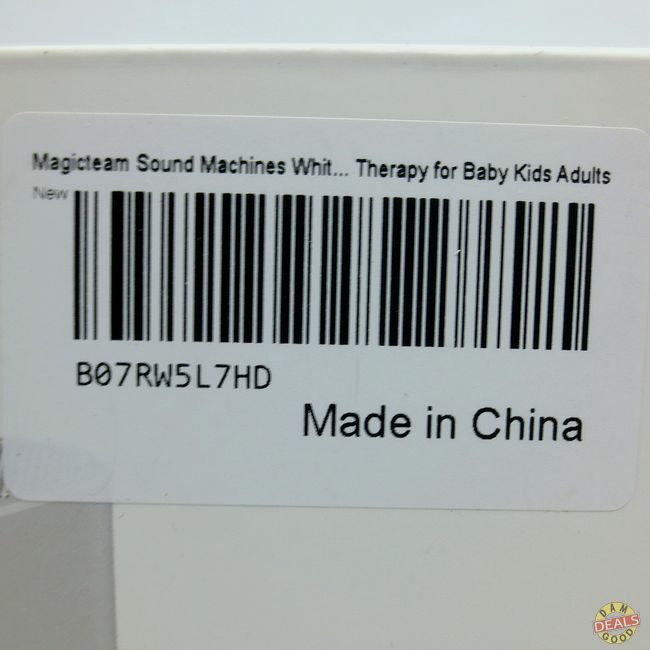 Magicteam Sound Machines Whit... Therapy for Baby Kids Adults
New
B07RW5L7HD
Made in China
DAM
DEALS
GOOD